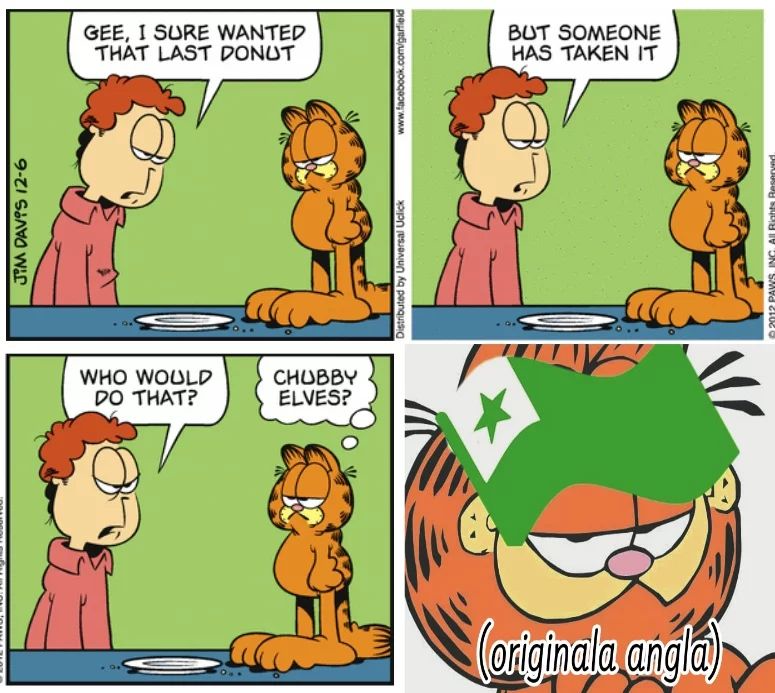 GEE, I SURE WANTED
THAT LAST DONUT
JIM DAVIS 12-6
www.facebook.com/garfield
Distributed by Universal Uclick
BUT SOMEONE
HAS TAKEN IT
© 2012 PAWS, INC. All Rights Reserved.
WHO WOULD
DO THAT?
CHUBBY
ELVES?
(originala angla)